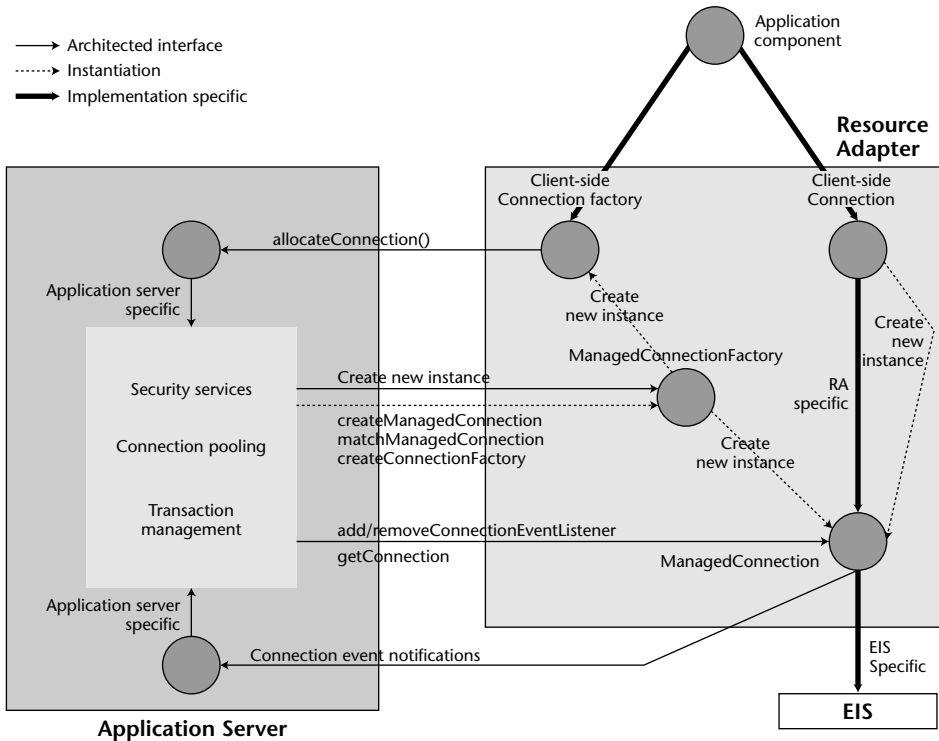 Architected interface
Instantiation
Implementation specific
Application
component
Resource
Adapter
Client-side
Connection factory
Client-side
Connection
allocateConnection()
Application server
specific
Create
new instance
Create
new
instance
ManagedConnectionFactory
Security services
Create new instance
RA
specific
createManagedConnection
matchManagedConnection
createConnectionFactory
Connection pooling
Create
new instance
Transaction
management
add/removeConnectionEventListener
getConnection
ManagedConnection
Application server
specific
Connection event notifications
EIS
Specific
EIS
Application Server